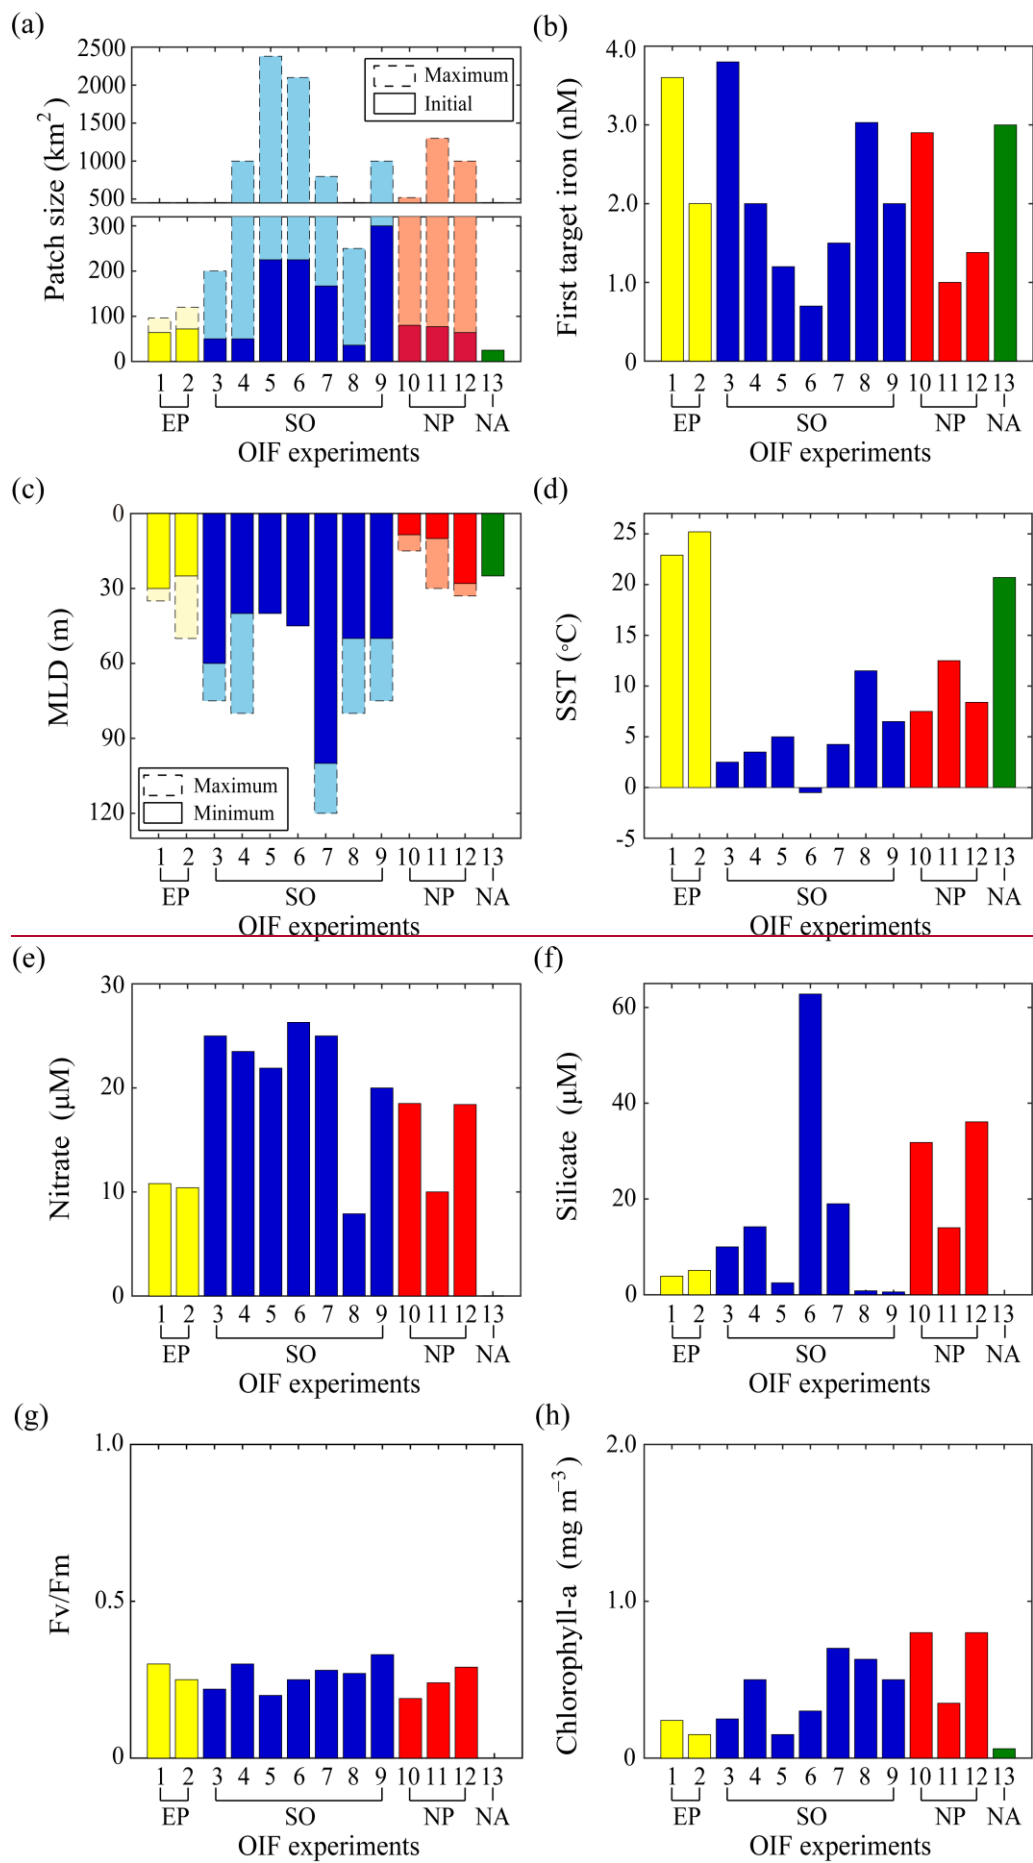 (a)
Patch size (km2)
2500
2000
1500
1000
500
300
200
100
0
Maximum
Initial
1 2 3 4 5 6 7 8 9 10 11 12 13
EP SO NP NA
OIF experiments
(b)
First target iron (nM)
4.0
3.0
2.0
1.0
0
1 2 3 4 5 6 7 8 9 10 11 12 13
EP SO NP NA
OIF experiments
(c)
MLD (m)
0
30
60
90
120
Maximum
Minimum
1 2 3 4 5 6 7 8 9 10 11 12 13
EP SO NP NA
OIF experiments
(d)
SST (°C)
25
20
15
10
5
0
-5
1 2 3 4 5 6 7 8 9 10 11 12 13
EP SO NP NA
OIF experiments
(e)
Nitrate (µM)
30
20
10
0
1 2 3 4 5 6 7 8 9 10 11 12 13
EP SO NP NA
OIF experiments
(f)
Silicate (µM)
60
40
20
0
1 2 3 4 5 6 7 8 9 10 11 12 13
EP SO NP NA
OIF experiments
(g)
Fv/Fm
1.0
0.5
0
1 2 3 4 5 6 7 8 9 10 11 12 13
EP SO NP NA
OIF experiments
(h)
Chlorophyll-a (mg m−3)
2.0
1.0
0
1 2 3 4 5 6 7 8 9 10 11 12 13
EP SO NP NA
OIF experiments